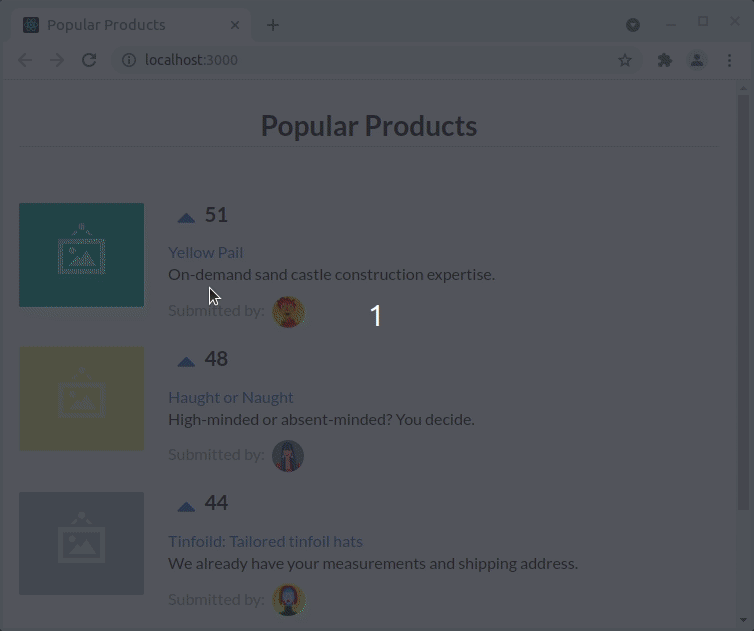 Popular Products
localhost:3000
Popular Products
51
Yellow Pail
On-demand sand castle construction expertise.
Submitted by:
1
48
Haught or Naught
High-minded or absent-minded? You decide.
Submitted by:
44
Tinfoild: Tailored tinfoil hats
We already have your measurements and shipping address.
Submitted by: